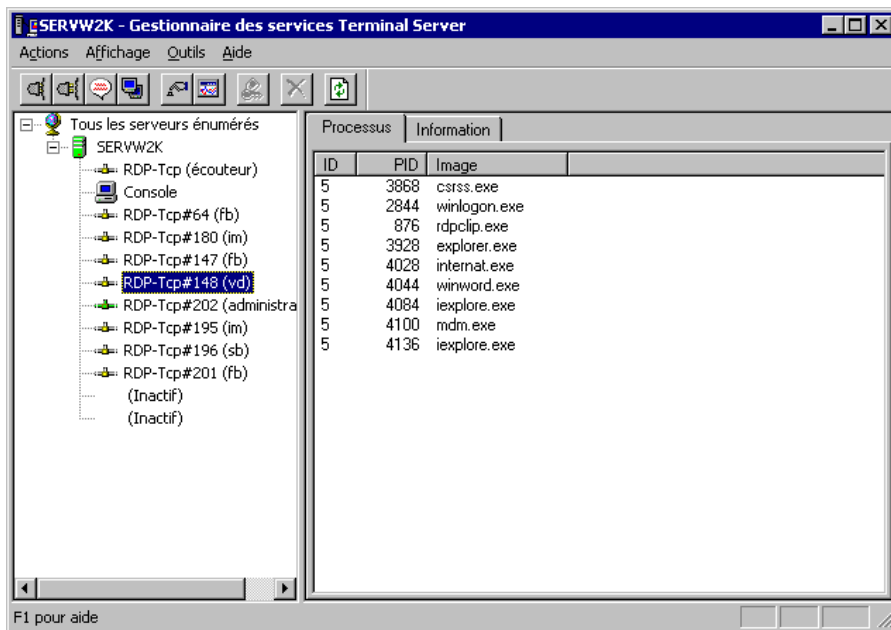 SERVW2K - Gestionnaire des services Terminal Server
Actions Affichage Outils Aide
Tous les serveurs énumérés
SERVW2K
RDP-Tcp (écouteur)
Console
RDP-Tcp#64 (fb)
RDP-Tcp#180 (im)
RDP-Tcp#147 (fb)
RDP-Tcp#148 (vd)
RDP-Tcp#202 (administra
RDP-Tcp#195 (im)
RDP-Tcp#196 (sb)
RDP-Tcp#201 (fb)
(Inactif)
(Inactif)
Processus Information
ID PID Image
5 3868 csrss.exe
5 2844 winlogon.exe
5 876 rdpclip.exe
5 3928 explorer.exe
5 4028 internat.exe
5 4044 winword.exe
5 4084 iexplore.exe
5 4100 mdm.exe
5 4136 iexplore.exe
F1 pour aide